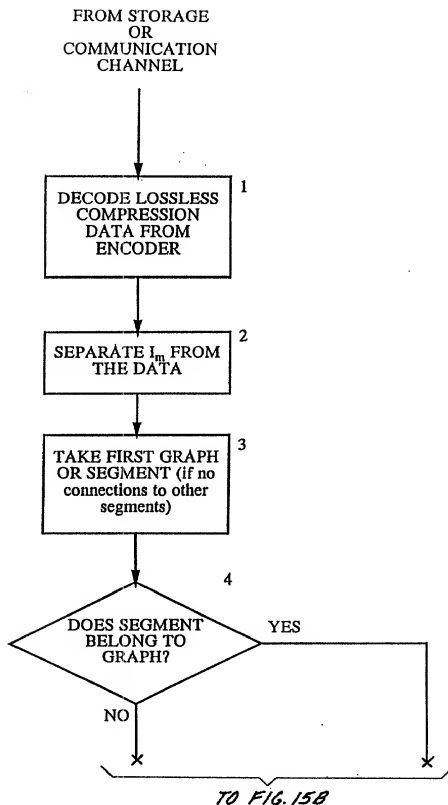 FROM STORAGE
OR
COMMUNICATION
CHANNEL
1
DECODE LOSSLESS
COMPRESSION
DATA FROM
ENCODER
2
SEPARATE Im FROM
THE DATA
3
TAKE FIRST GRAPH
OR SEGMENT (if no
connections to other
segments)
4
DOES SEGMENT
BELONG TO
GRAPH?
YES
NO
TO FIG. 15B